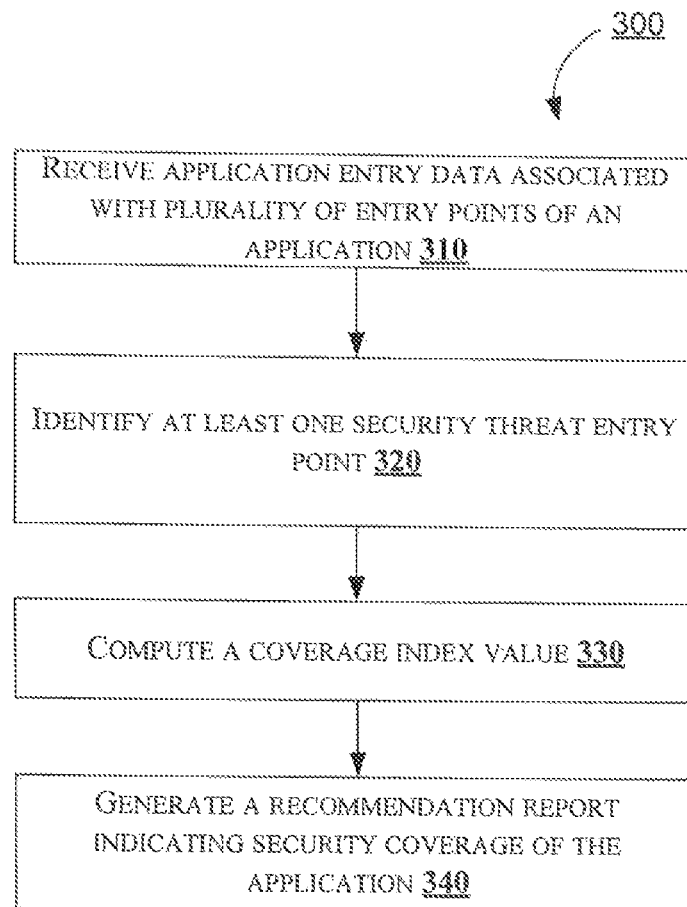 300
RECEIVE APPLICATION ENTRY DATA ASSOCIATED
WITH PLURALITY OF ENTRY POINTS OF AN
APPLICATION 310
IDENTIFY AT LEAST ONE SECURITY THREAT ENTRY
POINT 320
COMPUTE A COVERAGE INDEX VALUE 330
GENERATE A RECOMMENDATION REPORT
INDICATING SECURITY COVERAGE OF THE
APPLICATION 340